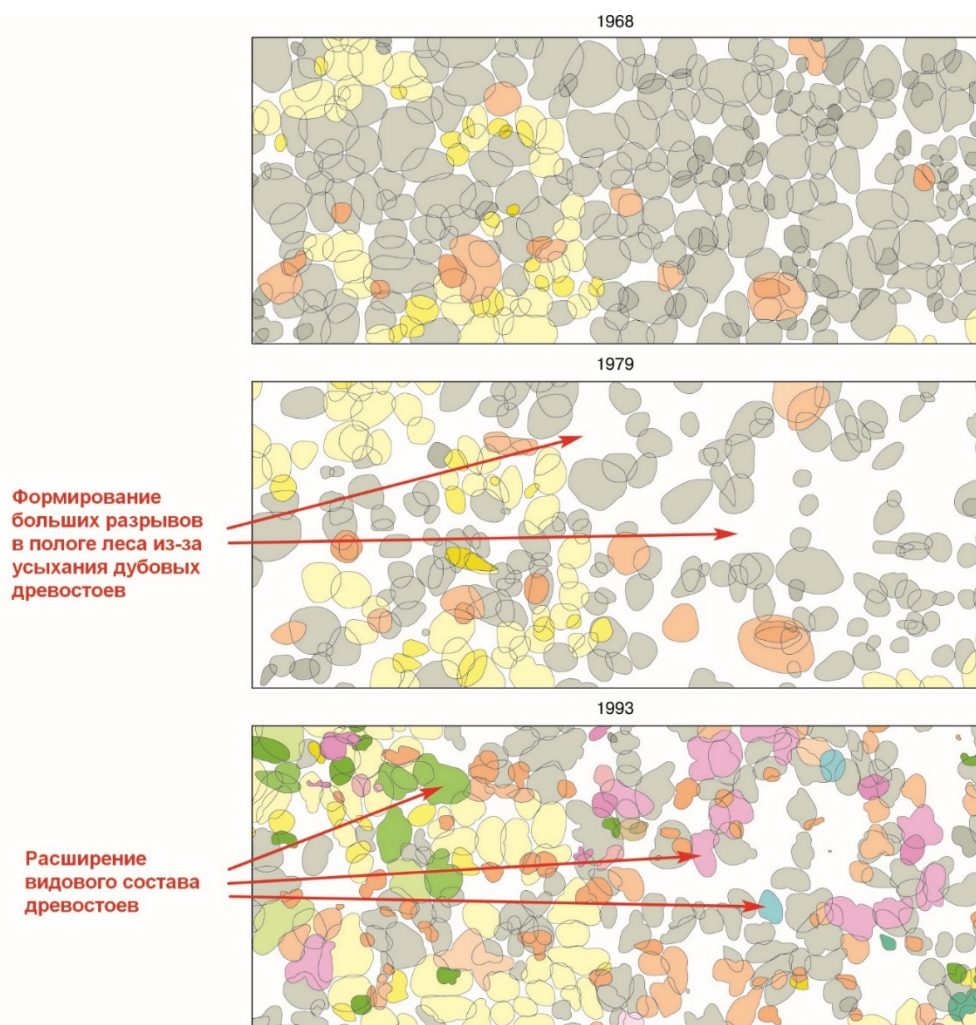 1968
1979
Формирование
больших разрывов
в пологе леса из-за
усыхания дубовых
древостоев
1993
Расширение
видового состава
древостоев